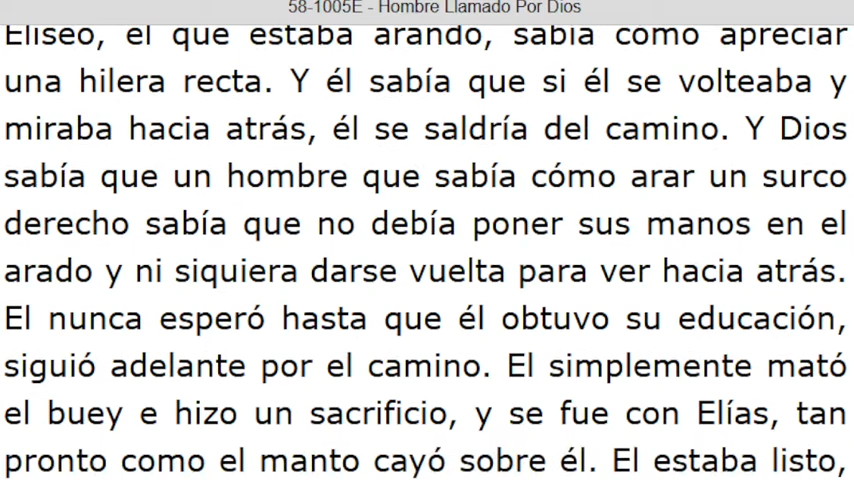 58-1005E - Hombre Llamado Por Dios
Eliseo, el que estaba arando, sabía cómo apreciar
una hilera recta. Y él sabía que si él se volteaba y
miraba hacia atrás, él se saldría del camino. Y Dios
sabía que un hombre que sabía cómo arar un surco
derecho sabía que no debía poner sus manos en el
arado y ni siquiera darse vuelta para ver hacia atrás.
El nunca esperó hasta que él obtuvo su educación,
siguió adelante por el camino. El simplemente mató
el buey e hizo un sacrificio, y se fue con Elías, tan
pronto como el manto cayó sobre él. El estaba listo,